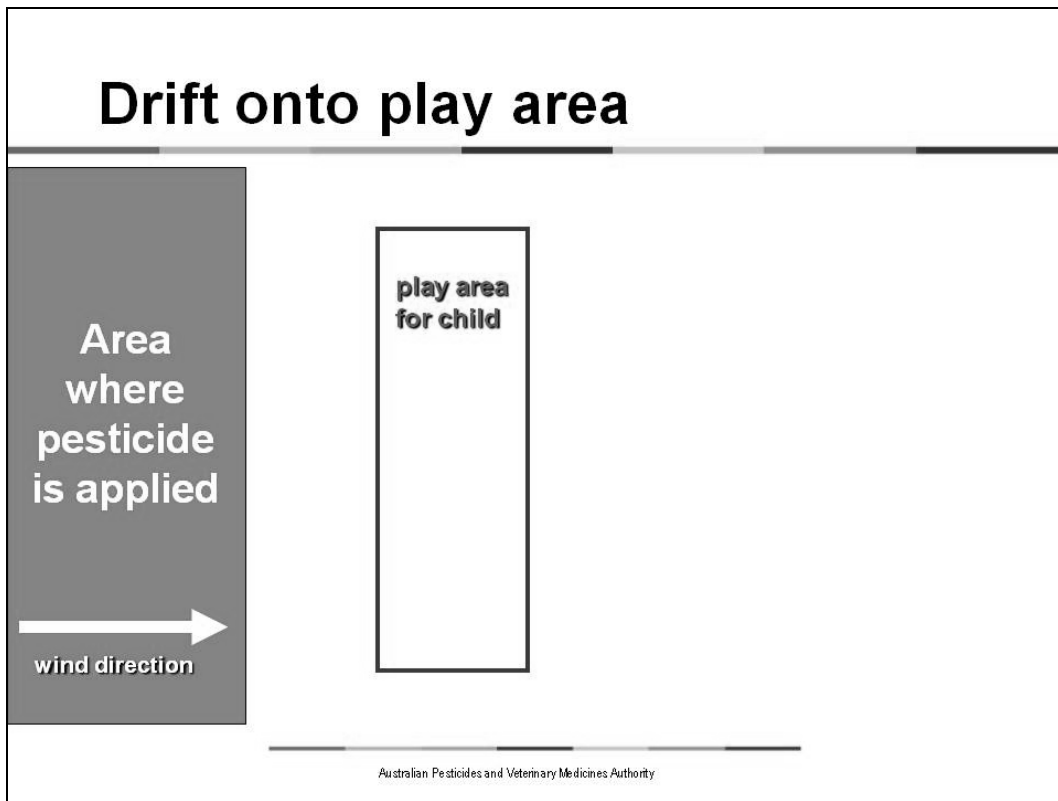 Drift onto play area
Area
where
pesticide
is applied
wind direction
play area
for child
Australian Pesticides and Veterinary Medicines Authority